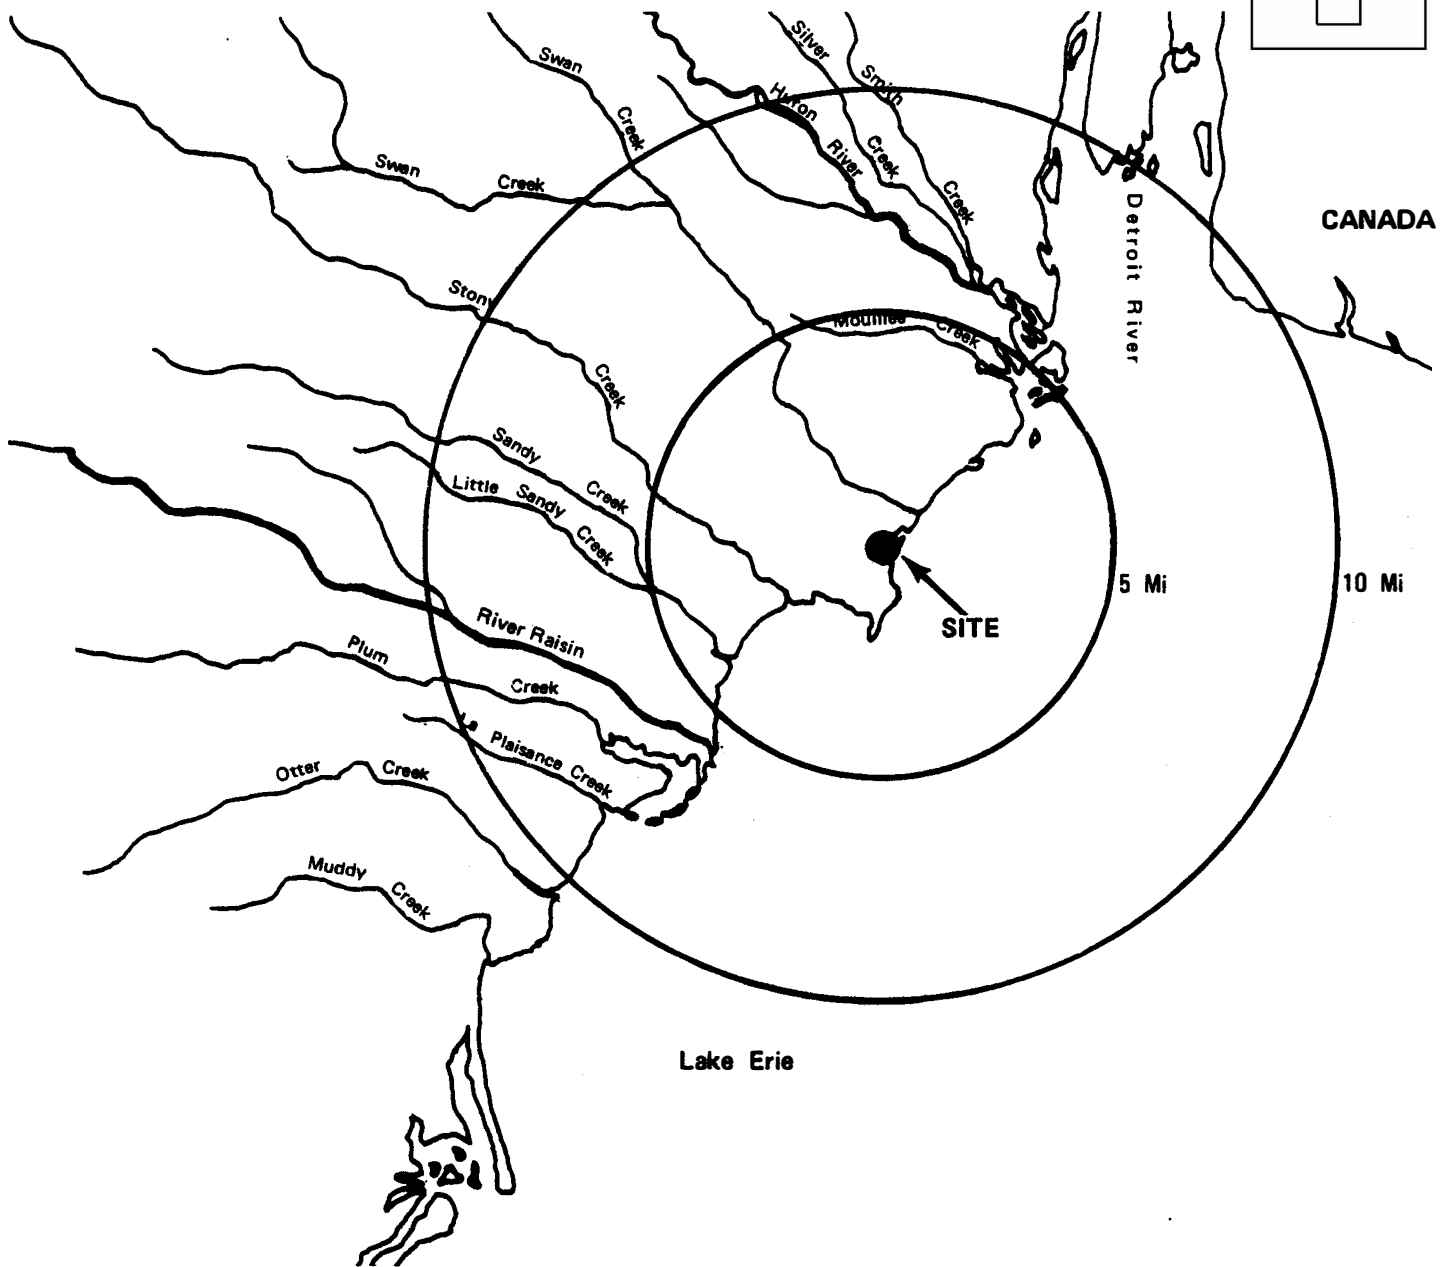 Swan
Creek
Silver
Creek
Smith
Creek
Huron
River
Swan
Creek
Detroit River
CANADA
Stony
Creek
Mouillee
Creek
Sandy
Creek
Little Sandy
Creek
5 Mi
10 Mi
SITE
River Raisin
Plum
Creek
La Plaisance Creek
Otter
Creek
Muddy
Creek
Lake Erie